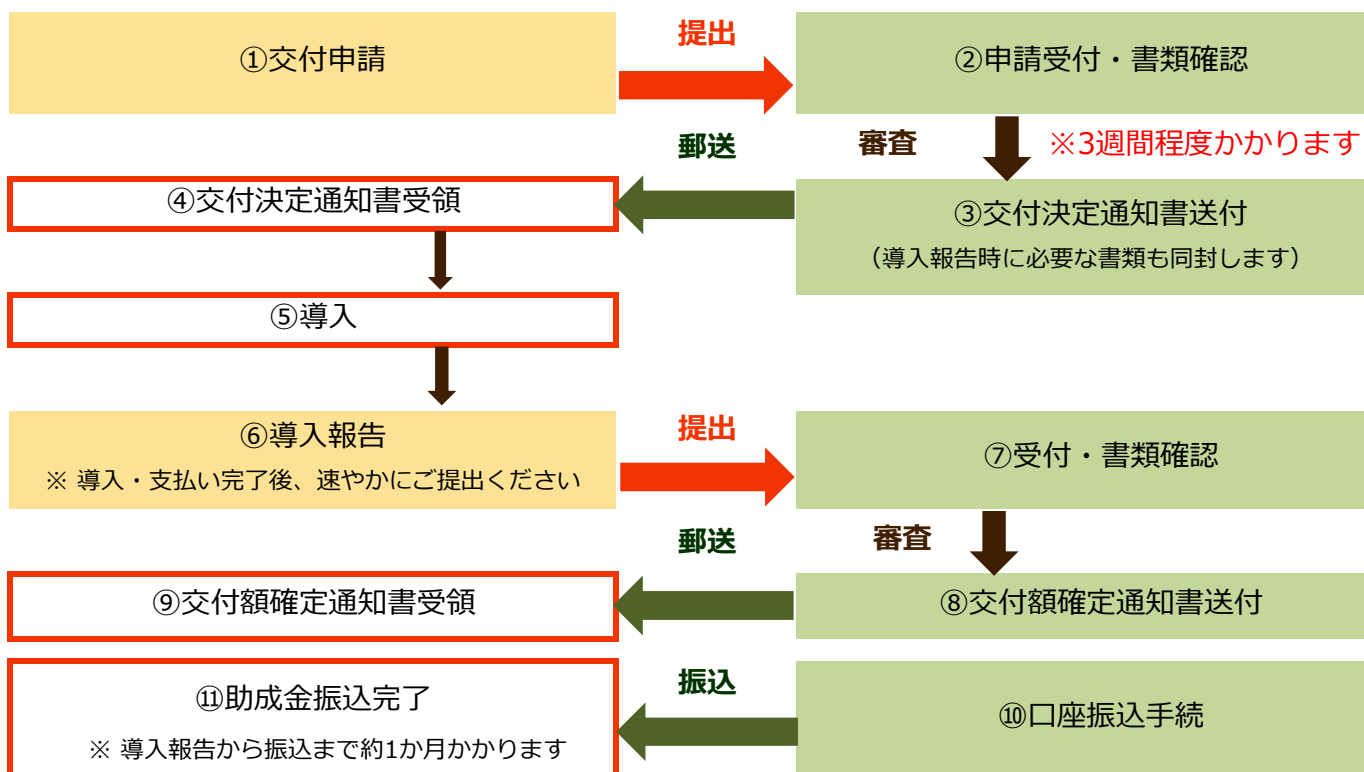 ①交付申請
提出
②申請受付・書類確認
郵送
審査
※3週間程度かかります
④交付決定通知書受領
③交付決定通知書送付
（導入報告時に必要な書類も同封します）
⑤導入
⑥導入報告
※ 導入・支払い完了後、速やかにご提出ください
提出
⑦受付・書類確認
郵送
審査
⑨交付額確定通知書受領
⑧交付額確定通知書送付
⑪助成金振込完了
※ 導入報告から振込まで約1か月かかります
振込
⑩口座振込手続